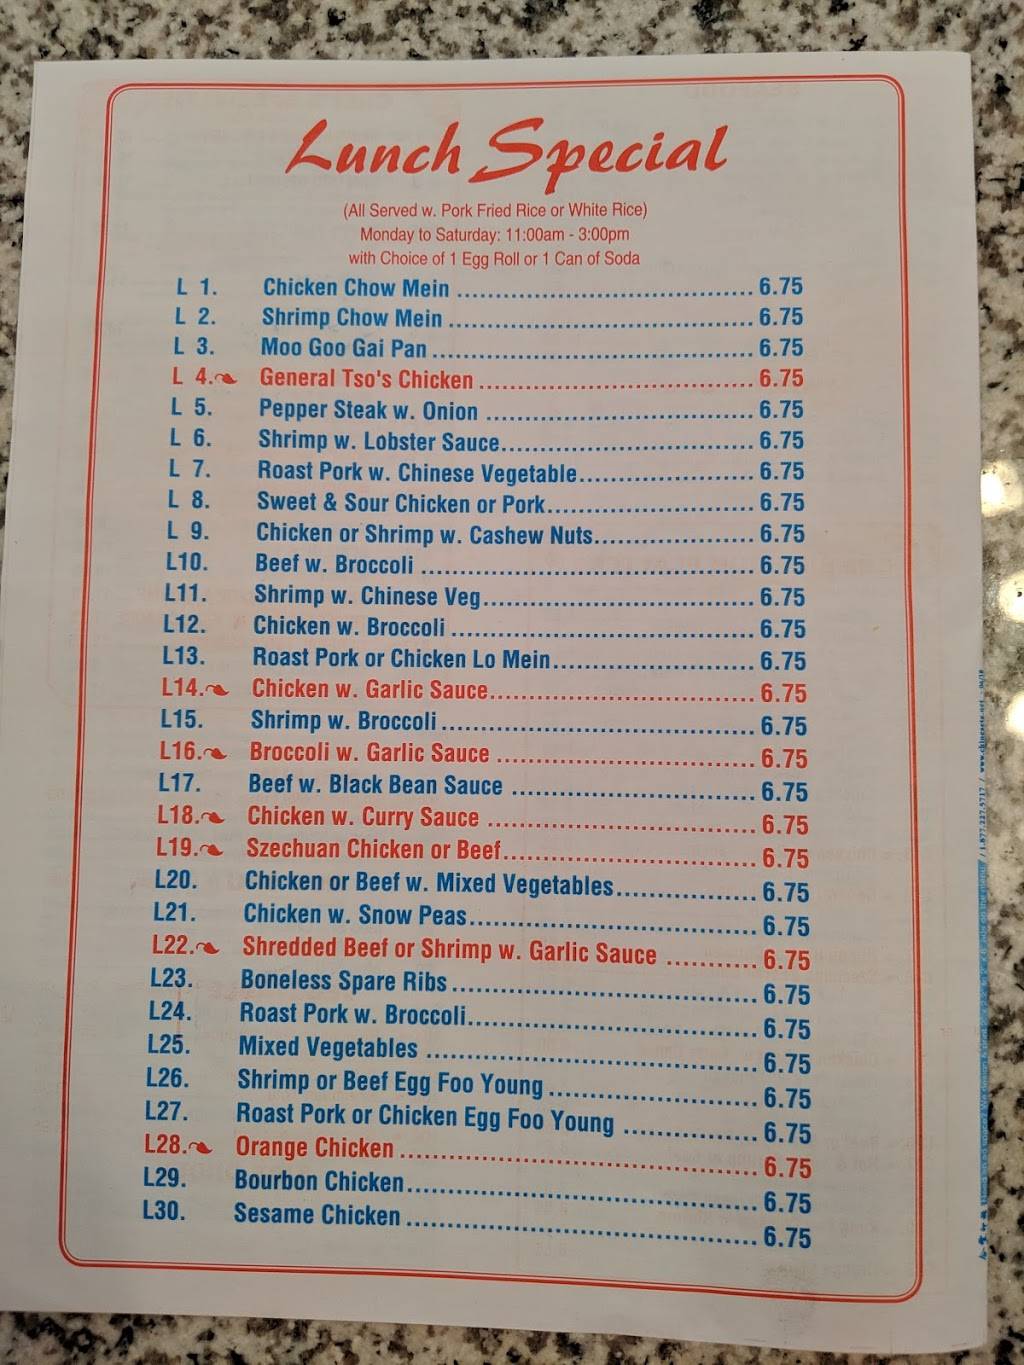 Lunch Special
(All Served w. Pork Fried Rice or White Rice)
Monday to Saturday: 11:00am - 3:00pm
with Choice of 1 Egg Roll or 1 Can of Soda
L 1. Chicken Chow Mein 6.75
L 2. Shrimp Chow Mein 6.75
L 3. Moo Goo Gai Pan 6.75
L 4. General Tso's Chicken 6.75
L 5. Pepper Steak w. Onion 6.75
L 6. Shrimp w. Lobster Sauce 6.75
L 7. Roast Pork w. Chinese Vegetable 6.75
L 8. Sweet & Sour Chicken or Pork 6.75
L 9. Chicken or Shrimp w. Cashew Nuts 6.75
L10. Beef w. Broccoli 6.75
L11. Shrimp w. Chinese Veg 6.75
L12. Chicken w. Broccoli 6.75
L13. Roast Pork or Chicken Lo Mein 6.75
L14. Chicken w. Garlic Sauce 6.75
L15. Shrimp w. Broccoli 6.75
L16. Broccoli w. Garlic Sauce 6.75
L17. Beef w. Black Bean Sauce 6.75
L18. Chicken w. Curry Sauce 6.75
L19. Szechuan Chicken or Beef 6.75
L20. Chicken or Beef w. Mixed Vegetables 6.75
L21. Chicken w. Snow Peas 6.75
L22. Shredded Beef or Shrimp w. Garlic Sauce 6.75
L23. Boneless Spare Ribs 6.75
L24. Roast Pork w. Broccoli 6.75
L25. Mixed Vegetables 6.75
L26. Shrimp or Beef Egg Foo Young 6.75
L27. Roast Pork or Chicken Egg Foo Young 6.75
L28. Orange Chicken 6.75
L29. Bourbon Chicken 6.75
L30. Sesame Chicken 6.75